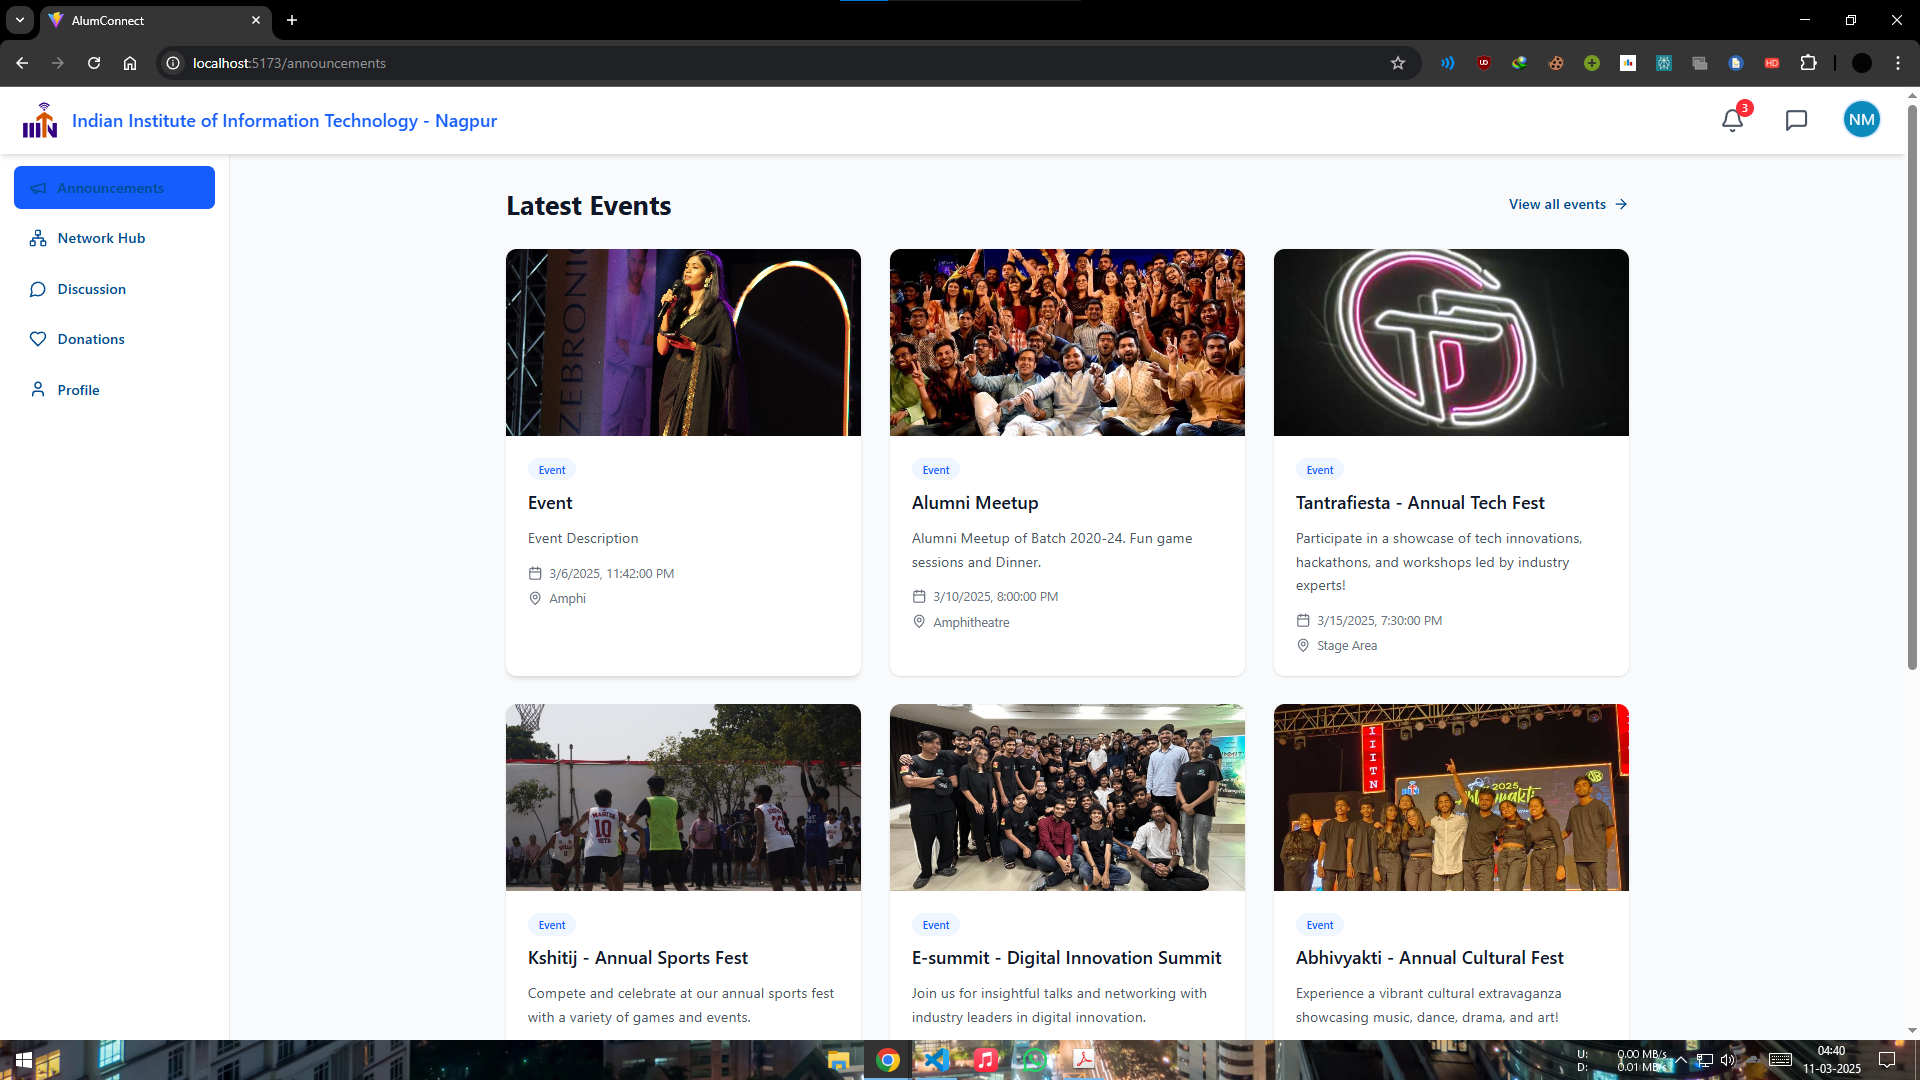 AlumConnect
localhost:5173/announcements
Indian Institute of Information Technology - Nagpur
3
NM
Announcements
Network Hub
Discussion
Donations
Profile
Latest Events
View all events
ZEBRONIC
Event
Event
Event Description
3/6/2025, 11:42:00 PM
Amphi
Event
Alumni Meetup
Alumni Meetup of Batch 2020-24. Fun game
sessions and Dinner.
3/10/2025, 8:00:00 PM
Amphitheatre
Event
Tantrafiesta - Annual Tech Fest
Participate in a showcase of tech innovations,
hackathons, and workshops led by industry
experts!
3/15/2025, 7:30:00 PM
Stage Area
10
IIITN
2025
Event
Kshitij - Annual Sports Fest
Compete and celebrate at our annual sports fest
with a variety of games and events.
Event
E-summit - Digital Innovation Summit
Join us for insightful talks and networking with
industry leaders in digital innovation.
Event
Abhivyakti - Annual Cultural Fest
Experience a vibrant cultural extravaganza
showcasing music, dance, drama, and art!
U: 0.00 MB/s
D: 0.01 MB/s
04:40
11-03-2025